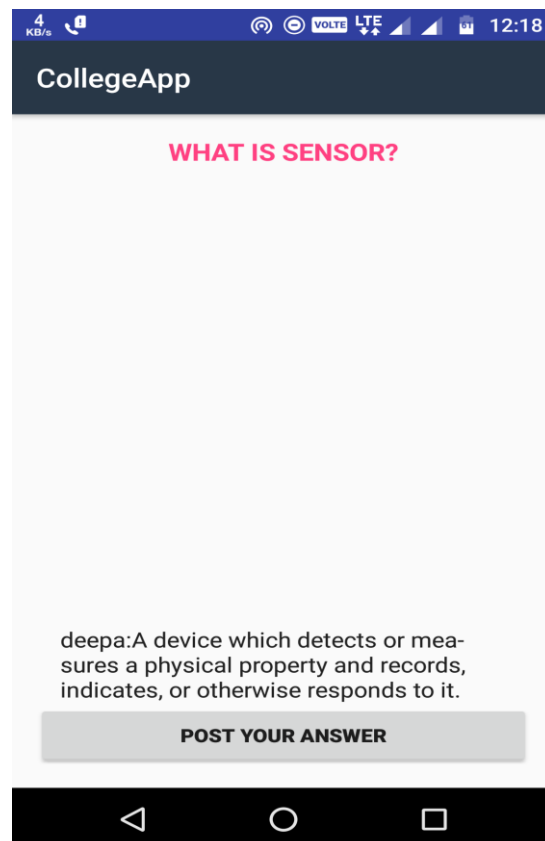 4
KB/s
VOLTE LTE 61 12:18
CollegeApp
WHAT IS SENSOR?
deepa:A device which detects or mea-
sures a physical property and records,
indicates, or otherwise responds to it.
POST YOUR ANSWER